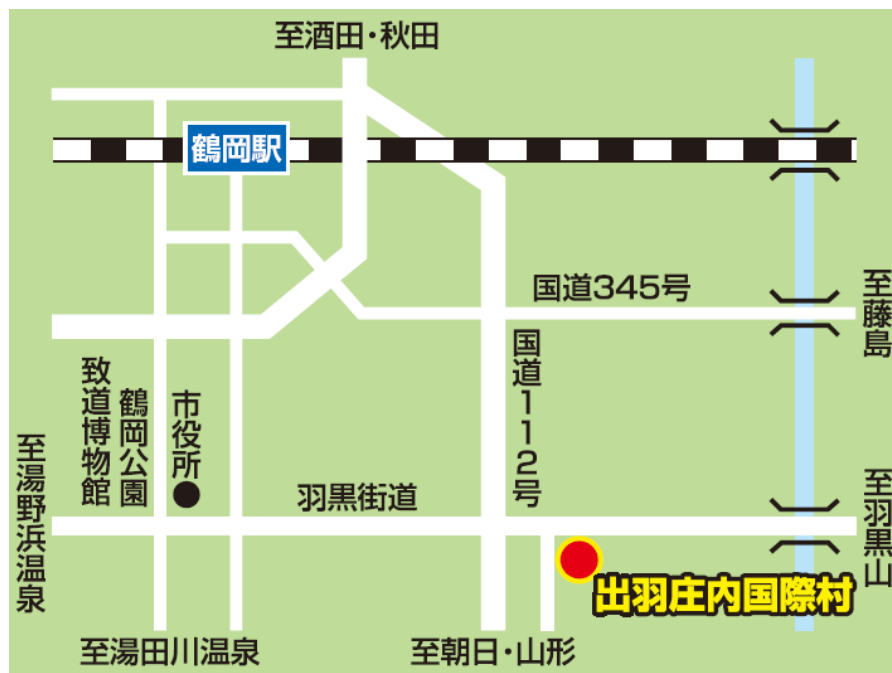 至酒田・秋田
鶴岡駅
国道345号
至藤島
国道112号
致道博物館
鶴岡公園
市役所
至湯野浜温泉
羽黒街道
至羽黒山
出羽庄内国際村
至湯田川温泉
至朝日・山形